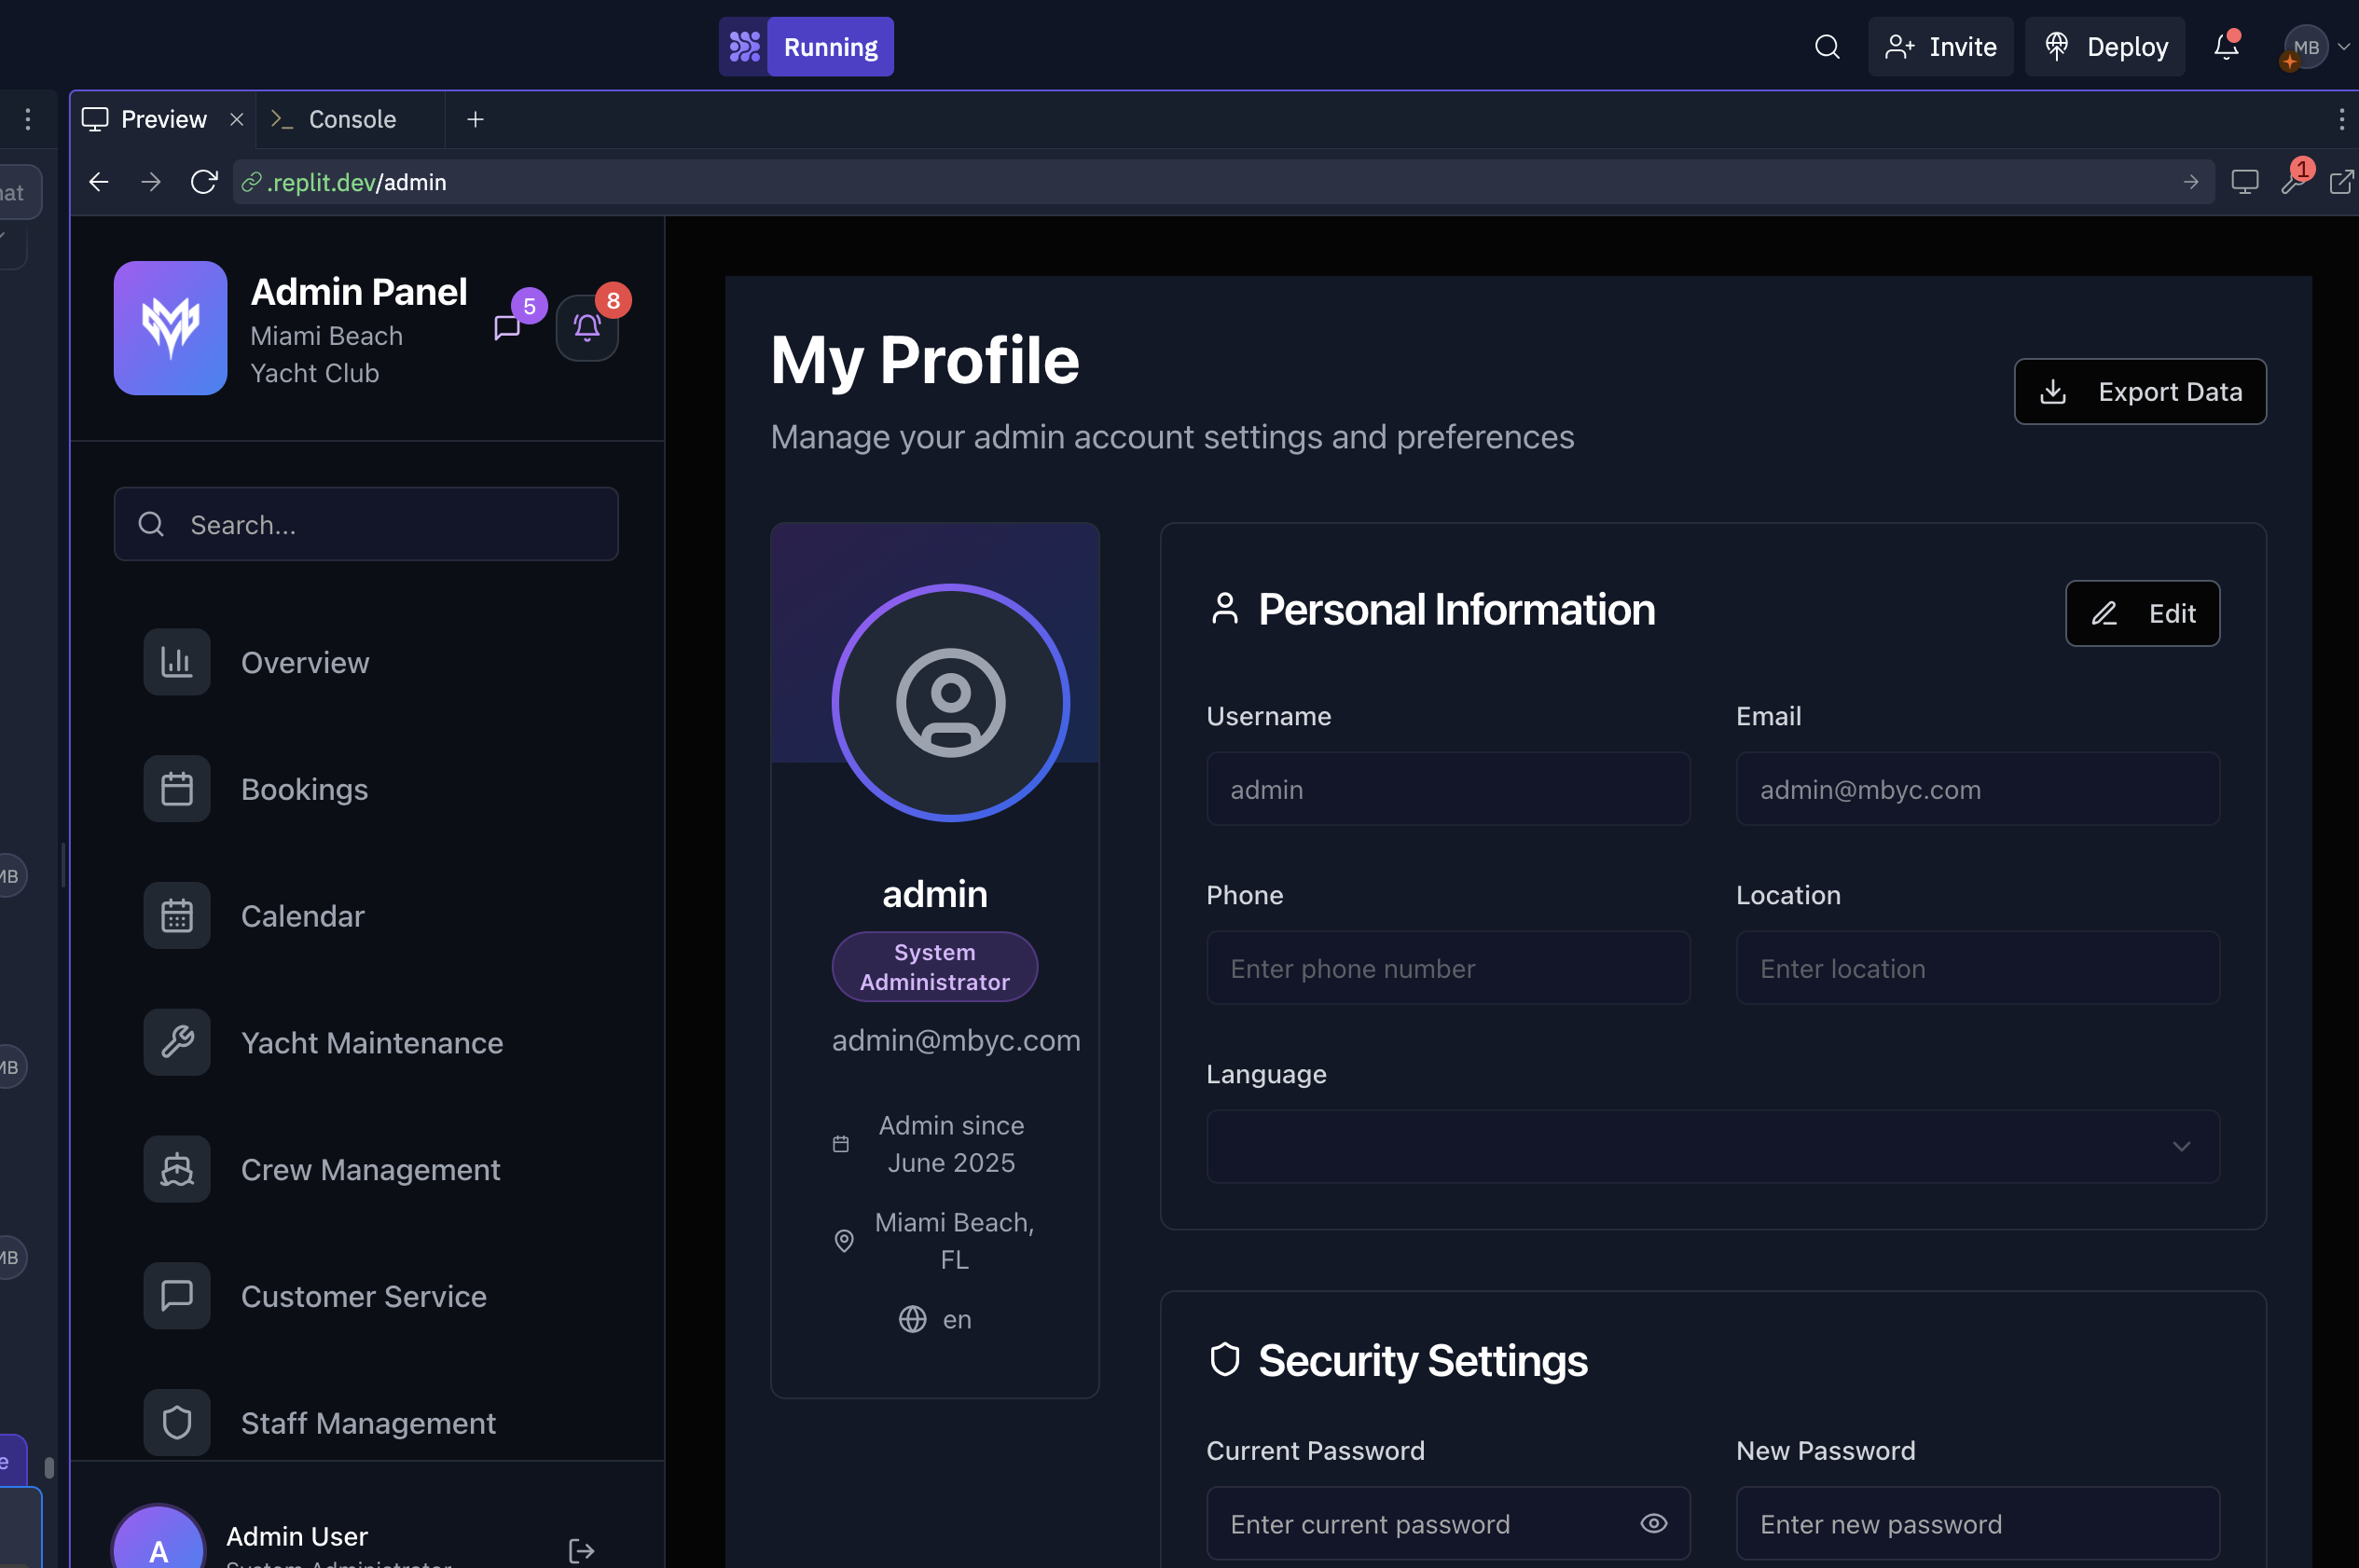 Running
Invite
Deploy
MB
Preview
Console
.replit.dev/admin
1
Admin Panel
Miami Beach
Yacht Club
5
8
Search...
Overview
Bookings
Calendar
Yacht Maintenance
Crew Management
Customer Service
Staff Management
A
Admin User
System Administrator
My Profile
Manage your admin account settings and preferences
Export Data
admin
System
Administrator
admin@mbyc.com
Admin since
June 2025
Miami Beach,
FL
en
Personal Information
Edit
Username
Email
admin
admin@mbyc.com
Phone
Location
Enter phone number
Enter location
Language
Security Settings
Current Password
New Password
Enter current password
Enter new password